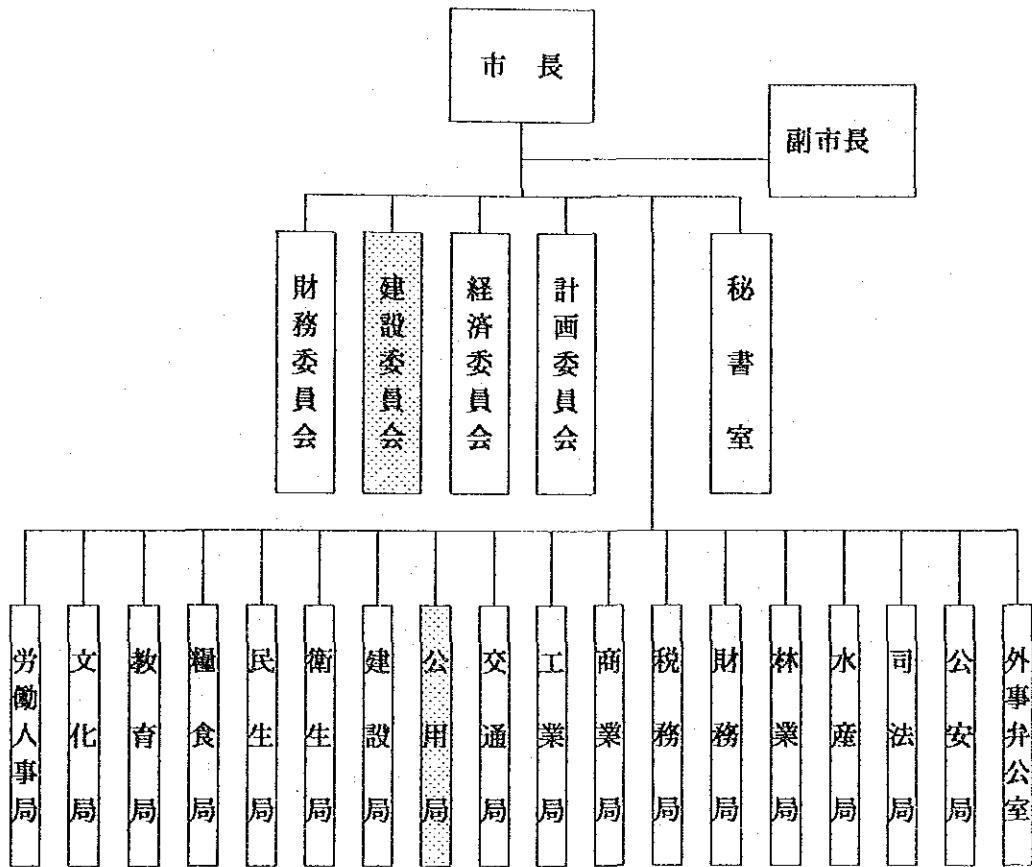 市長
副市長
財務委員会
建設委員会
経済委員会
計画委員会
秘書室
労働人事局
文化局
教育局
糧食局
民生局
衛生局
建設局
公用局
交通局
工業局
商業局
税務局
財務局
林業局
水産局
司法局
公安局
外事弁公室